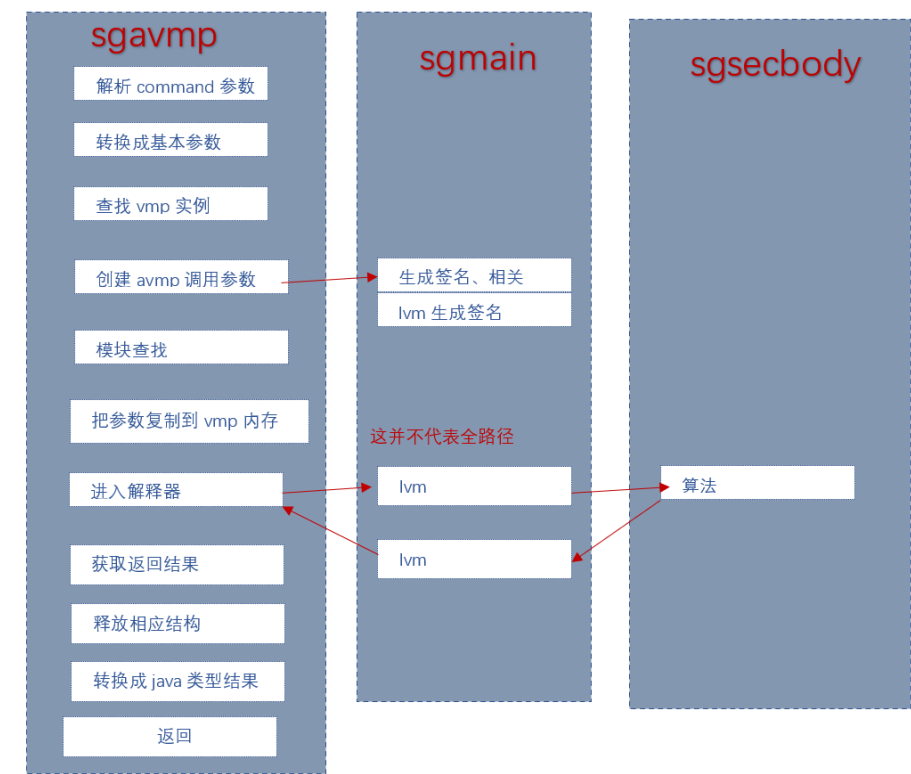 sgavmp
解析 command 参数
转换成基本参数
查找 vmp 实例
创建 avmp 调用参数
模块查找
把参数复制到 vmp 内存
进入解释器
获取返回结果
释放相应结构
转换成 java 类型结果
返回
sgmain
生成签名、相关
lvm 生成签名
这并不代表全路径
lvm
lvm
sgsecbody
算法